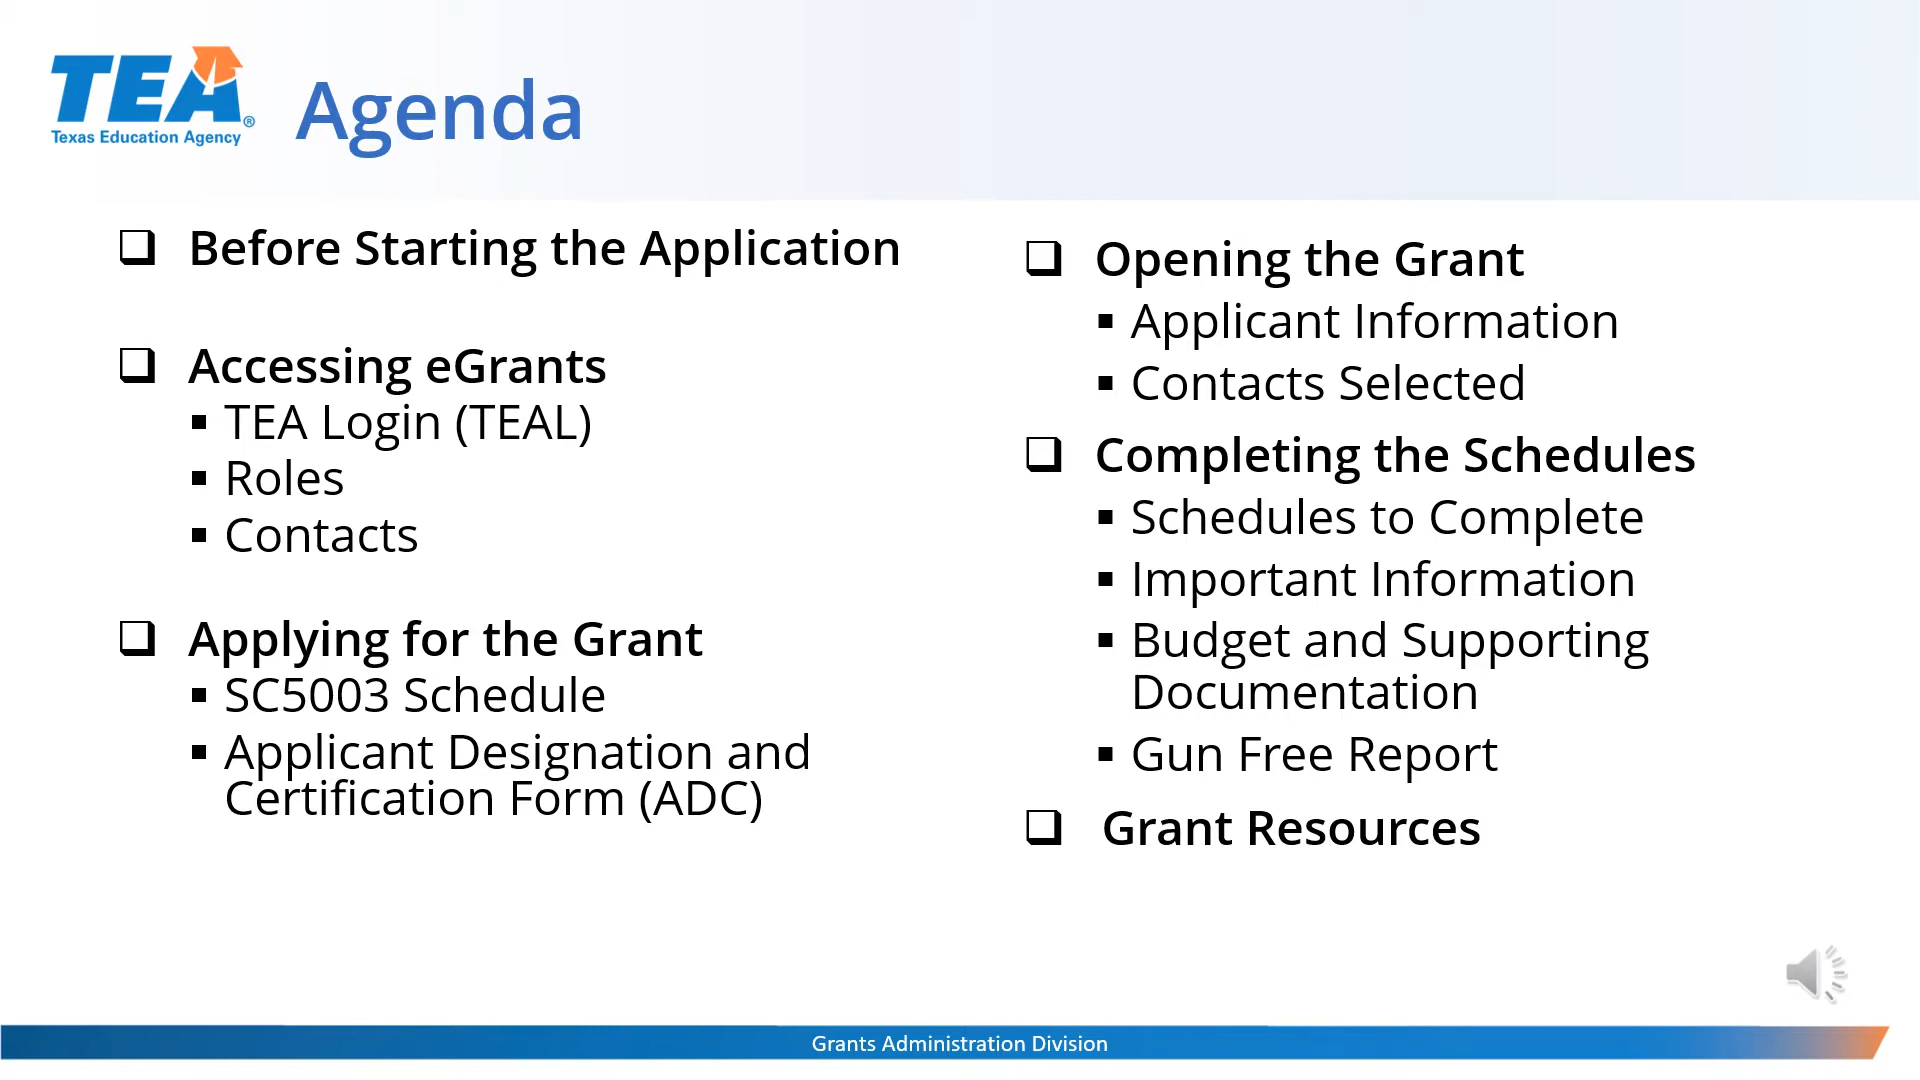 TEA®
Texas Education Agency
Agenda
Before Starting the Application
Accessing eGrants
TEA Login (TEAL)
Roles
Contacts
Applying for the Grant
SC5003 Schedule
Applicant Designation and
Certification Form (ADC)
Opening the Grant
Applicant Information
Contacts Selected
Completing the Schedules
Schedules to Complete
Important Information
Budget and Supporting
Documentation
Gun Free Report
Grant Resources
Grants Administration Division